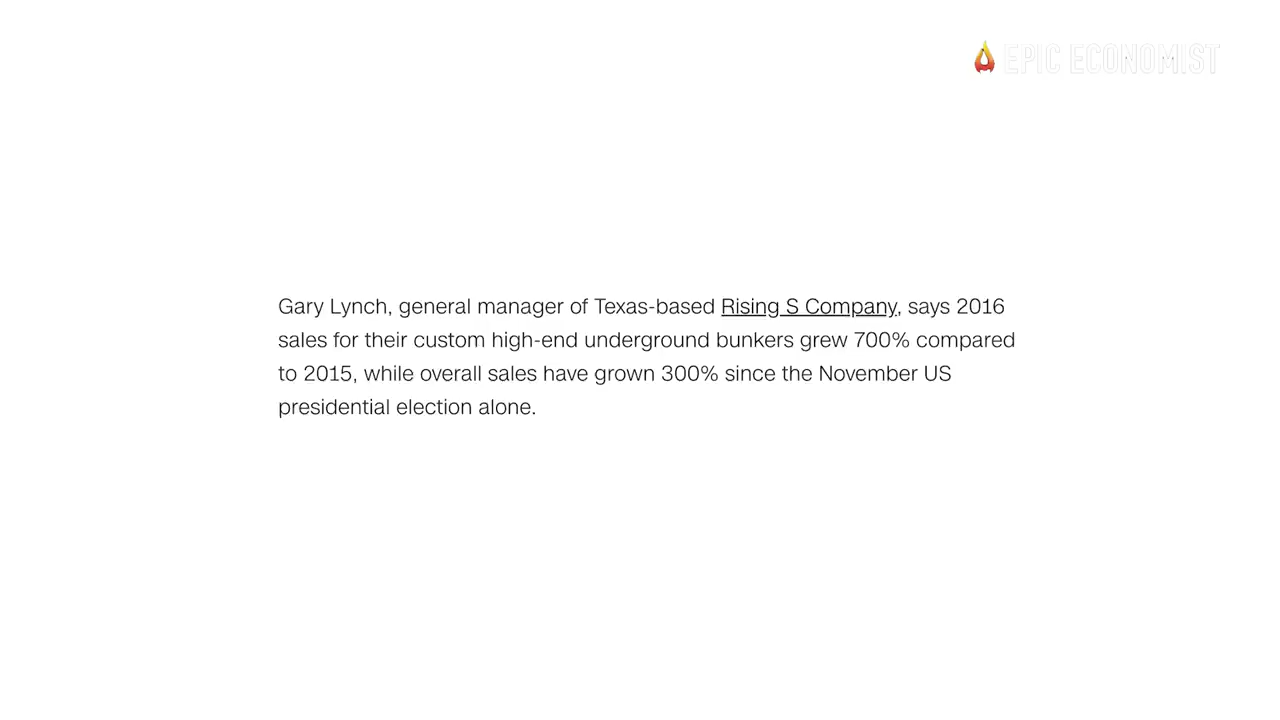 EPIC ECONOMIST
Gary Lynch, general manager of Texas-based Rising S Company, says 2016
sales for their custom high-end underground bunkers grew 700% compared
to 2015, while overall sales have grown 300% since the November US
presidential election alone.